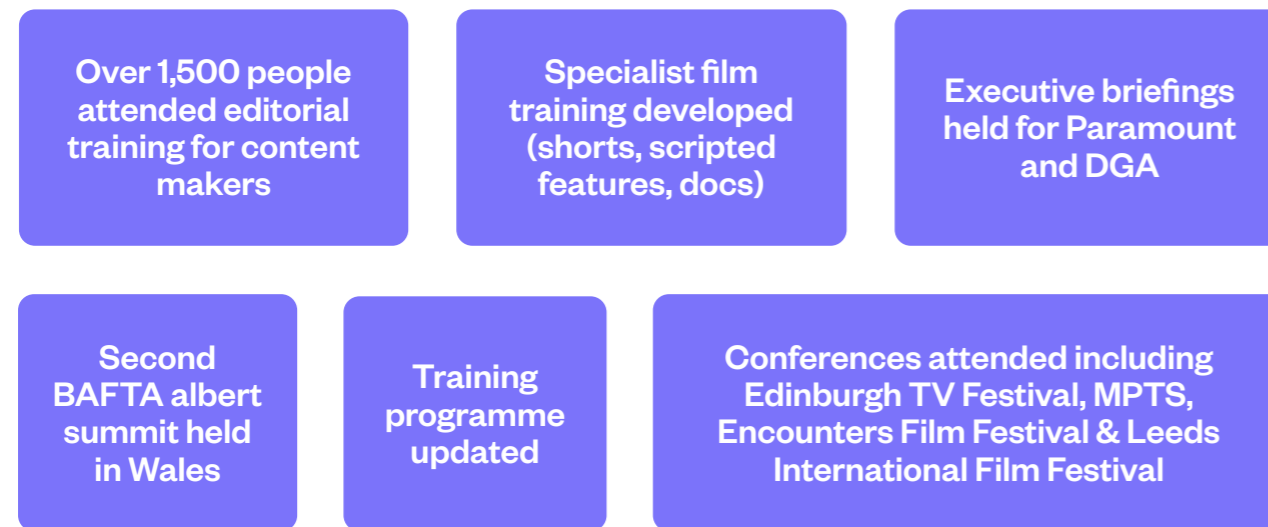 Over 1,500 people
attended editorial
training for content
makers
Specialist film
training developed
(shorts, scripted
features, docs)
Executive briefings
held for Paramount
and DGA
Second
BAFTA albert
summit held
in Wales
Training
programme
updated
Conferences attended including
Edinburgh TV Festival, MPTS,
Encounters Film Festival & Leeds
International Film Festival